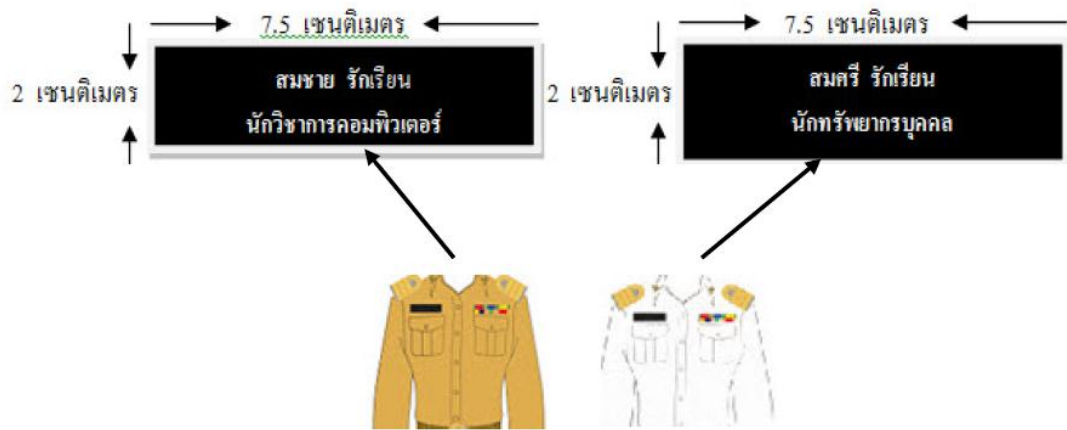 7.5 เซนติเมตร
2 เซนติเมตร
สมชาย รักเรียน
นักวิชาการคอมพิวเตอร์
7.5 เซนติเมตร
2 เซนติเมตร
สมศรี รักเรียน
นักทรัพยากรบุคคล